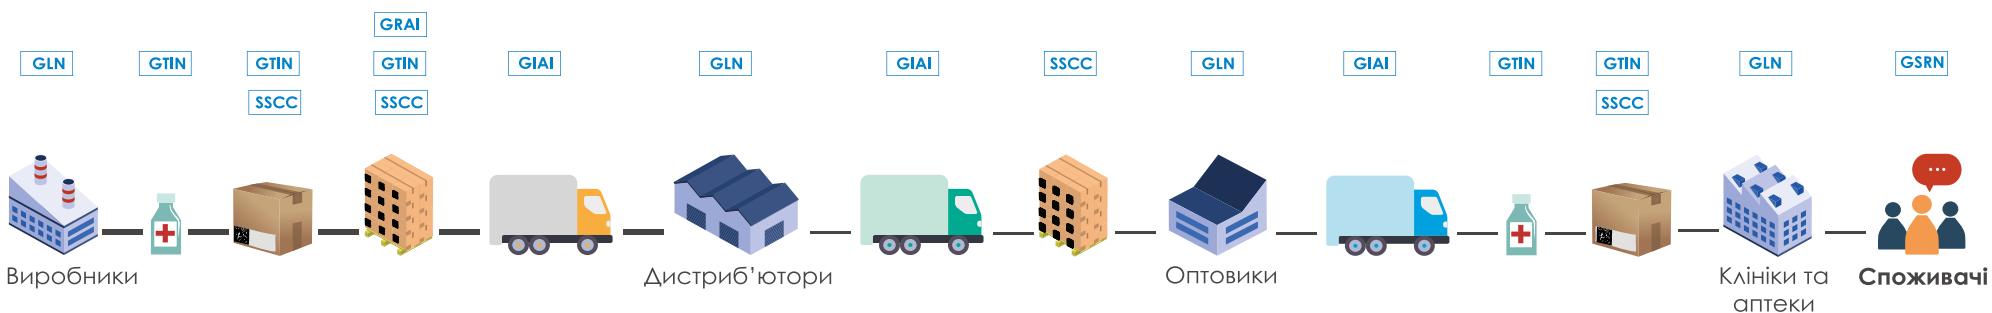 GRAI
GLN GTIN GTIN GTIN GIAI GLN GIAI SSCC GLN GIAI GTIN GTIN GLN GSRN
SSCC SSCC SSCC
Виробники Дистриб’ютори Оптовики Клініки та Споживачі
аптеки